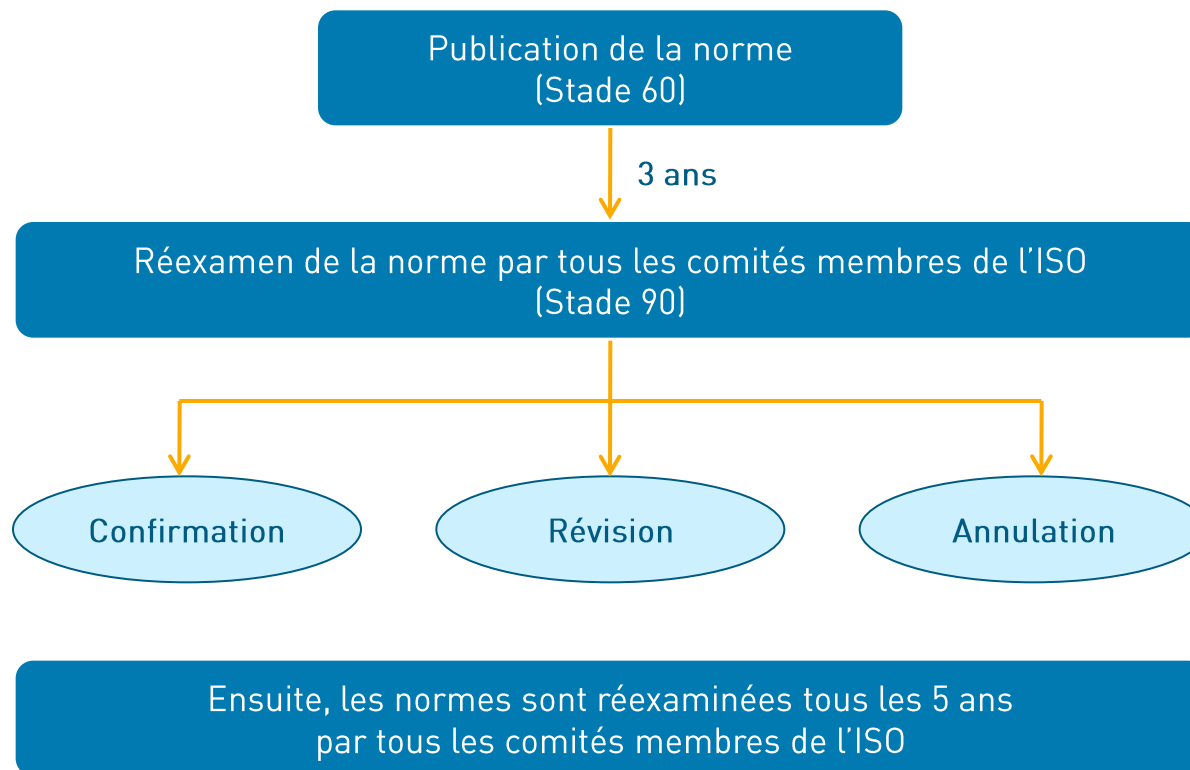 Publication de la norme
(Stade 60)
3 ans
Réexamen de la norme par tous les comités membres de l’ISO
(Stade 90)
Confirmation
Révision
Annulation
Ensuite, les normes sont réexaminées tous les 5 ans
par tous les comités membres de l’ISO